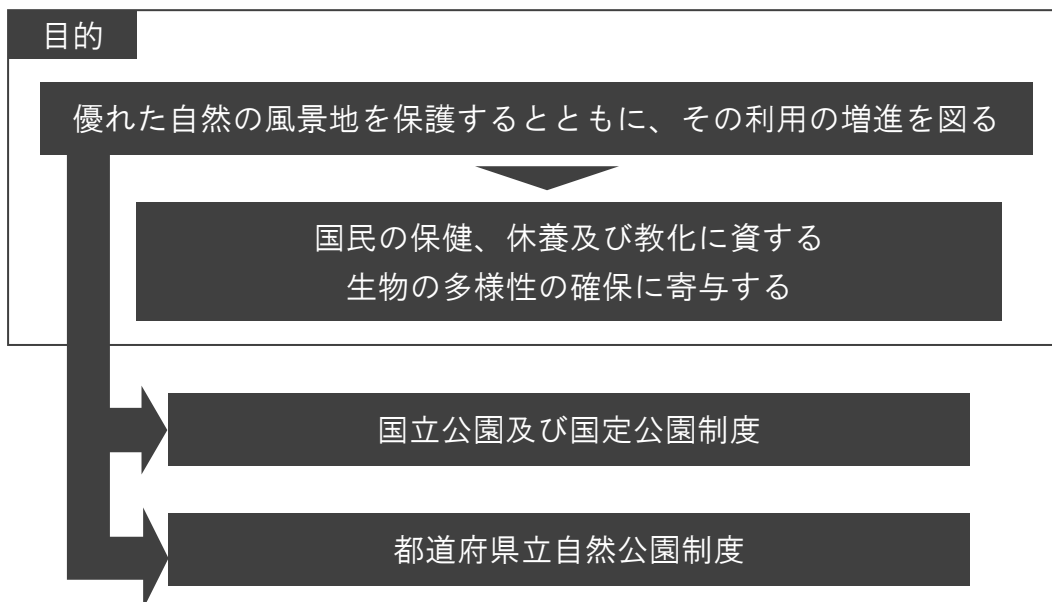 目的
優れた自然の風景地を保護するとともに、その利用の増進を図る
国民の保健、休養及び教化に資する
生物の多様性の確保に寄与する
国立公園及び国定公園制度
都道府県立自然公園制度